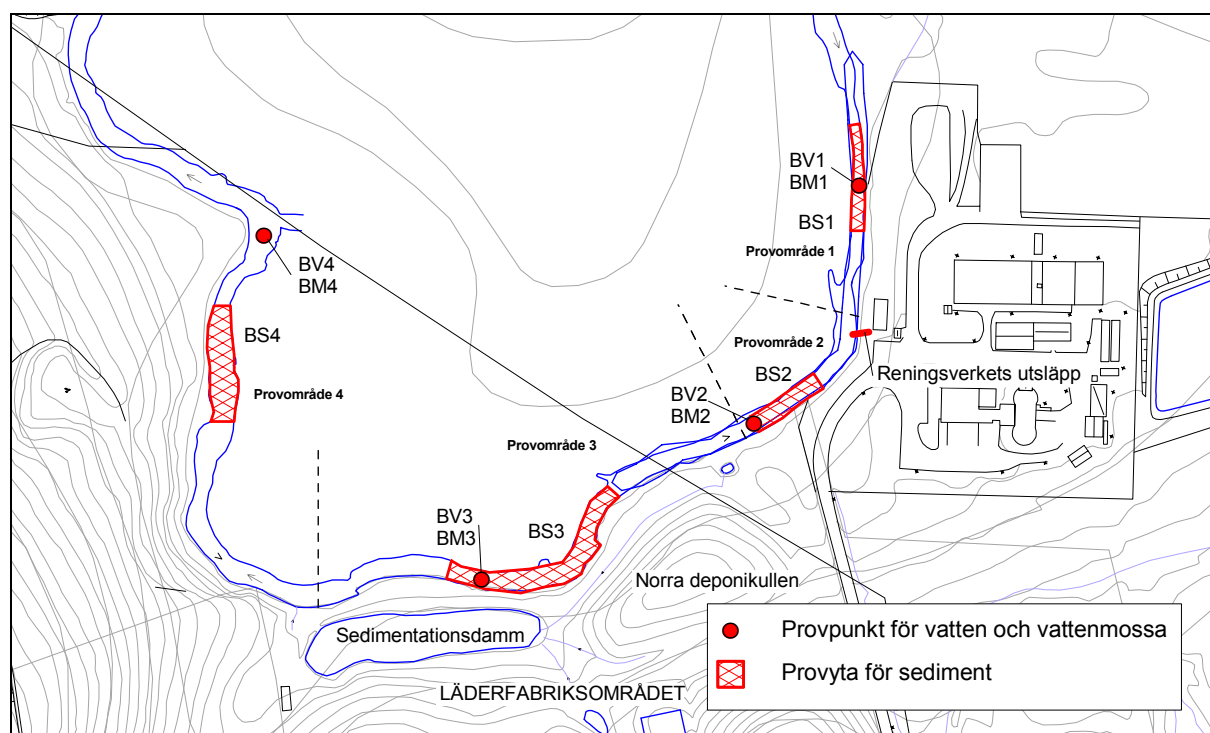 BV1
BM1
BS1
Provområde 1
BV4
BM4
BS4
Provområde 2
Reningsverkets utsläpp
BS2
BV2
BM2
Provområde 4
Provområde 3
BV3
BM3
BS3
Norra deponikullen
Sedimentationsdamm
LÄDERFABRIKSOMRÅDET
Provpunkt för vatten och vattenmossa
Provyta för sediment